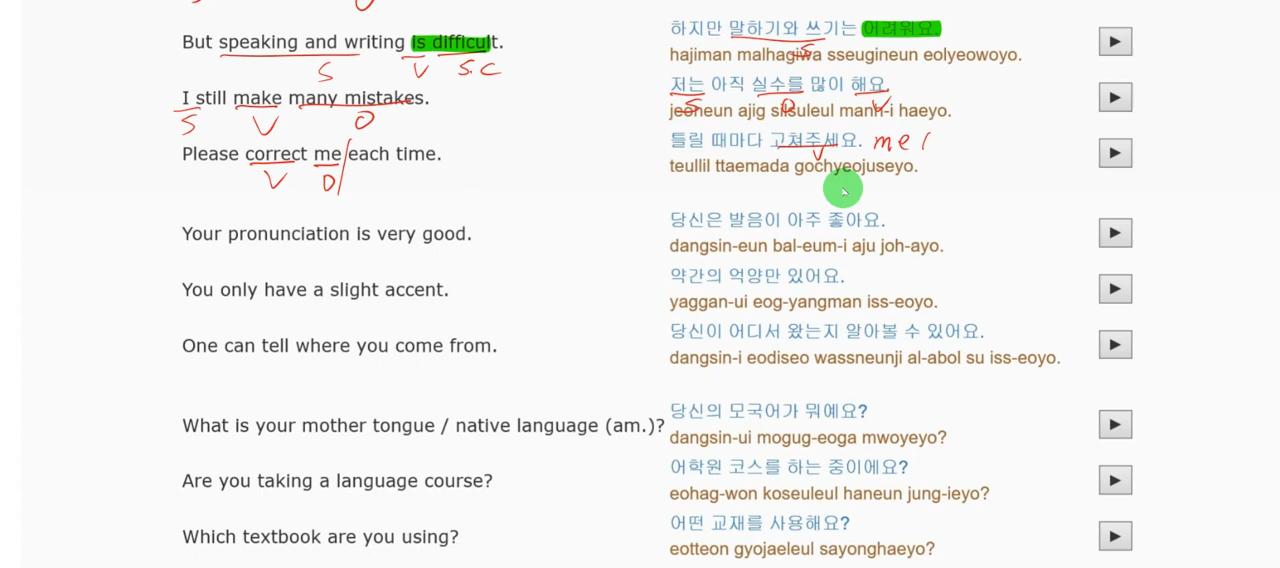 But speaking and writing is difficult.
하지만 말하기와 쓰기는 어려워요.
hajiman malhagiwa sseugineun eolyeowoyo.
S V S.C
S
I still make many mistakes.
저는 아직 실수를 많이 해요.
jeoneun ajig silsuleul manh-i haeyo.
S V O
S O V
Please correct me each time.
틀릴 때마다 고쳐주세요. me (
teullil ttaemada gochyeojuseyo.
V O
V
Your pronunciation is very good.
당신은 발음이 아주 좋아요.
dangsin-eun bal-eum-i aju joh-ayo.
You only have a slight accent.
약간의 억양만 있어요.
yaggan-ui eog-yangman iss-eoyo.
One can tell where you come from.
당신이 어디서 왔는지 알아볼 수 있어요.
dangsin-i eodiseo wassneunji al-abol su iss-eoyo.
What is your mother tongue / native language (am.)?
당신의 모국어가 뭐예요?
dangsin-ui mogug-eoga mwoyeyo?
Are you taking a language course?
어학원 코스를 하는 중이에요?
eohag-won koseuleul haneun jung-ieyo?
Which textbook are you using?
어떤 교재를 사용해요?
eotteon gyojaeleul sayonghaeyo?